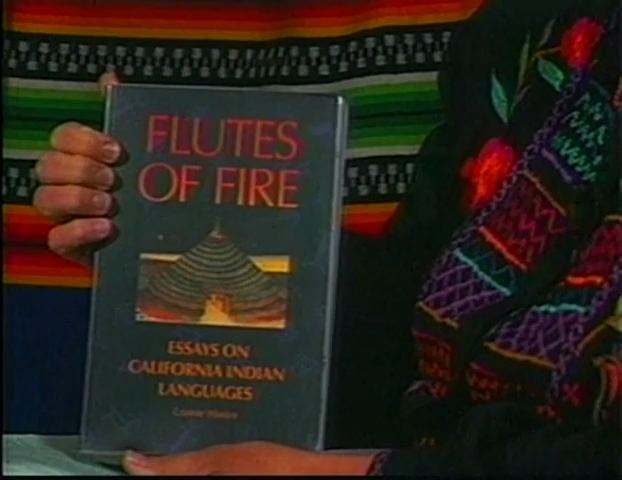 FLUTES
OF FIRE
ESSAYS ON
CALIFORNIA INDIAN
LANGUAGES